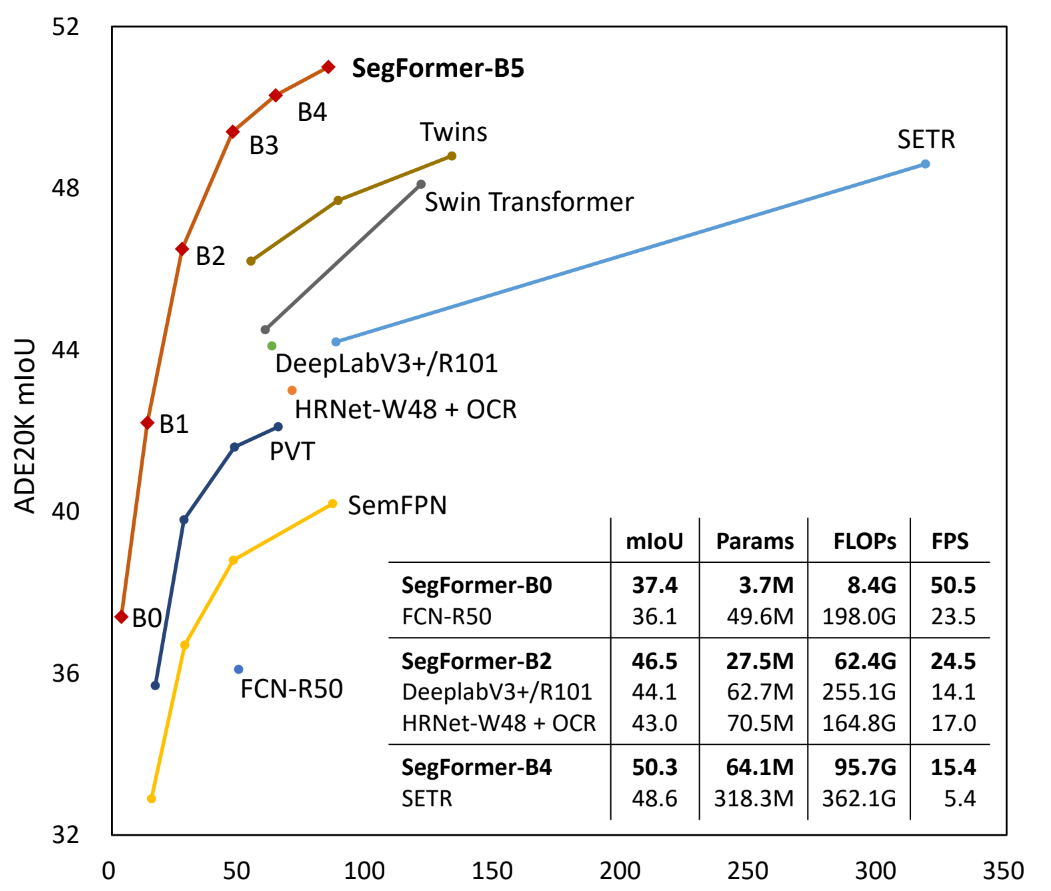 52
SegFormer-B5
B4
Twins
SETR
B3
48
Swin Transformer
B2
44
DeepLabV3+/R101
HRNet-W48 + OCR
B1
PVT
ADE20K mIoU
40
SemFPN
mIoU Params FLOPs FPS
SegFormer-B0 37.4 3.7M 8.4G 50.5
FCN-R50 36.1 49.6M 198.0G 23.5
B0
SegFormer-B2 46.5 27.5M 62.4G 24.5
DeeplabV3+/R101 44.1 62.7M 255.1G 14.1
HRNet-W48 + OCR 43.0 70.5M 164.8G 17.0
36
FCN-R50
SegFormer-B4 50.3 64.1M 95.7G 15.4
SETR 48.6 318.3M 362.1G 5.4
32
0 50 100 150 200 250 300 350